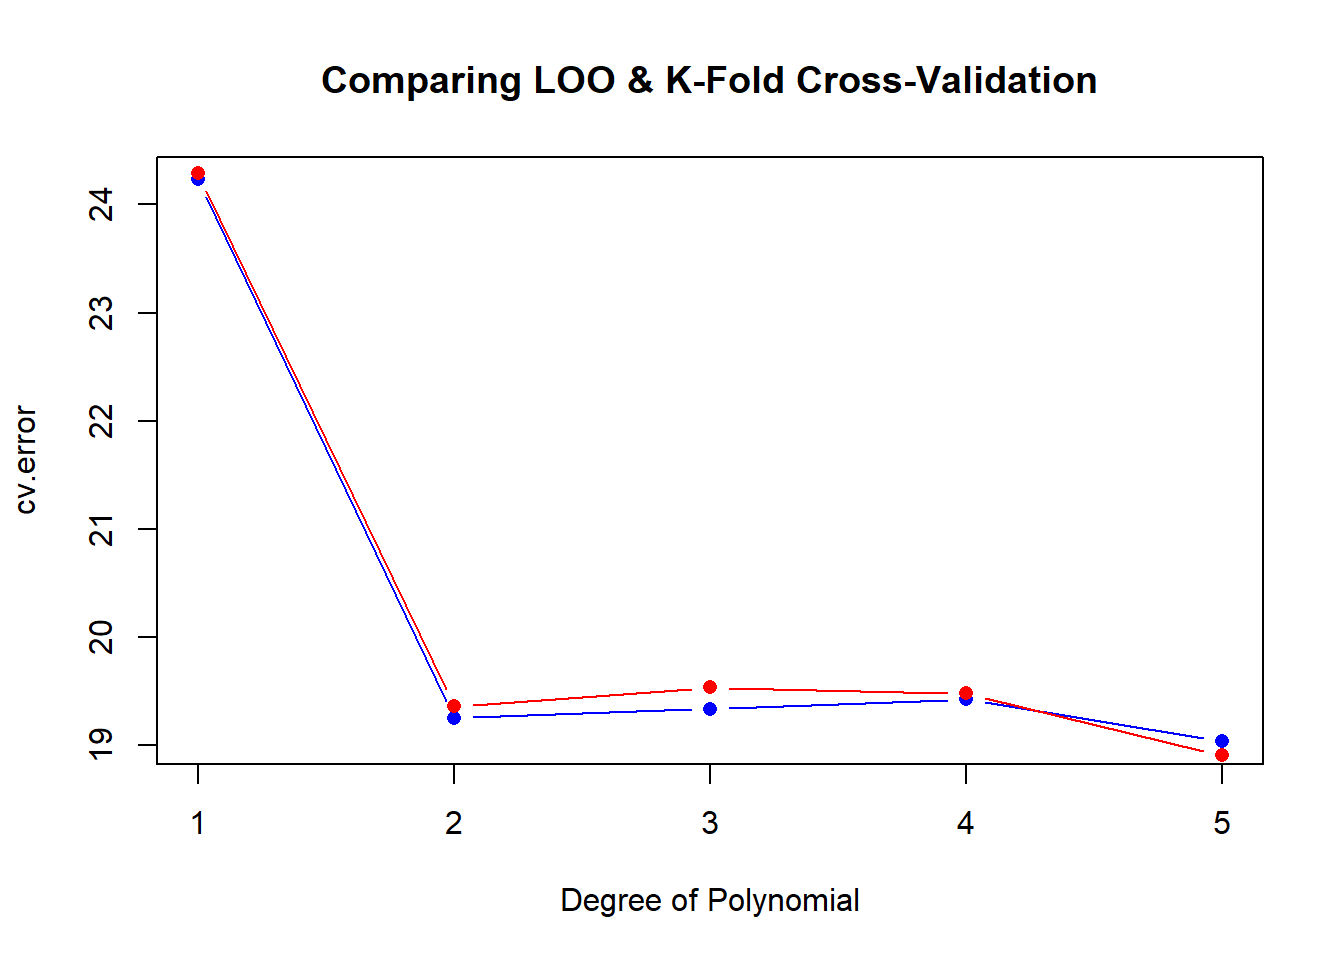 Comparing LOO & K-Fold Cross-Validation
24
23
22
21
20
19
cv.error
1 2 3 4 5
Degree of Polynomial